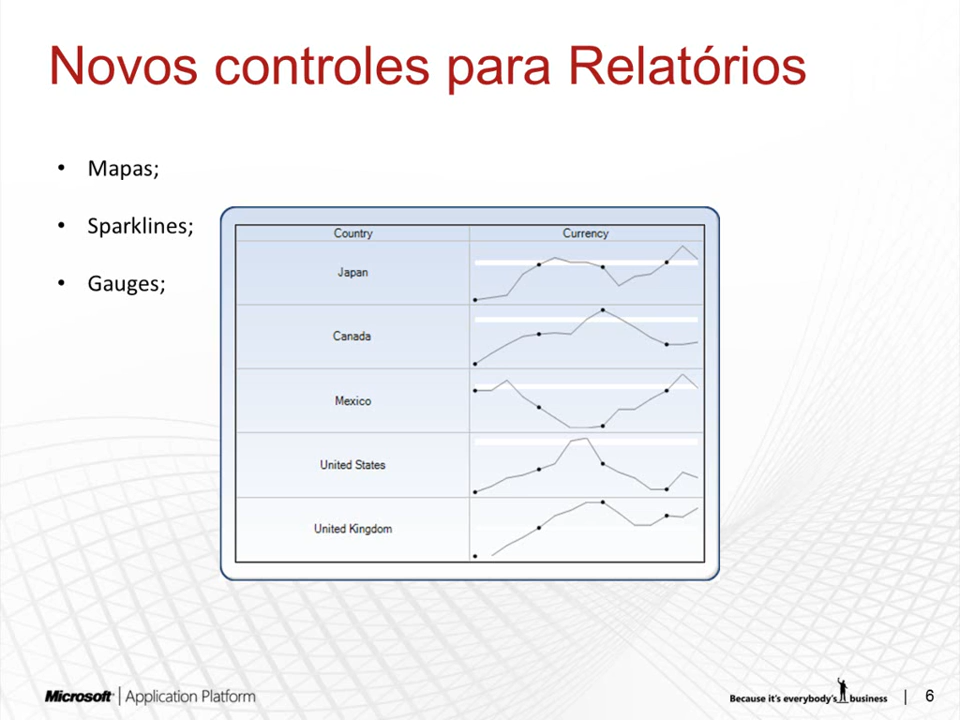 Novos controles para Relatórios
• Mapas;
• Sparklines;
• Gauges;
Country Currency
Japan
Canada
Mexico
United States
United Kingdom
Microsoft | Application Platform
Because it's everybody's business | 6